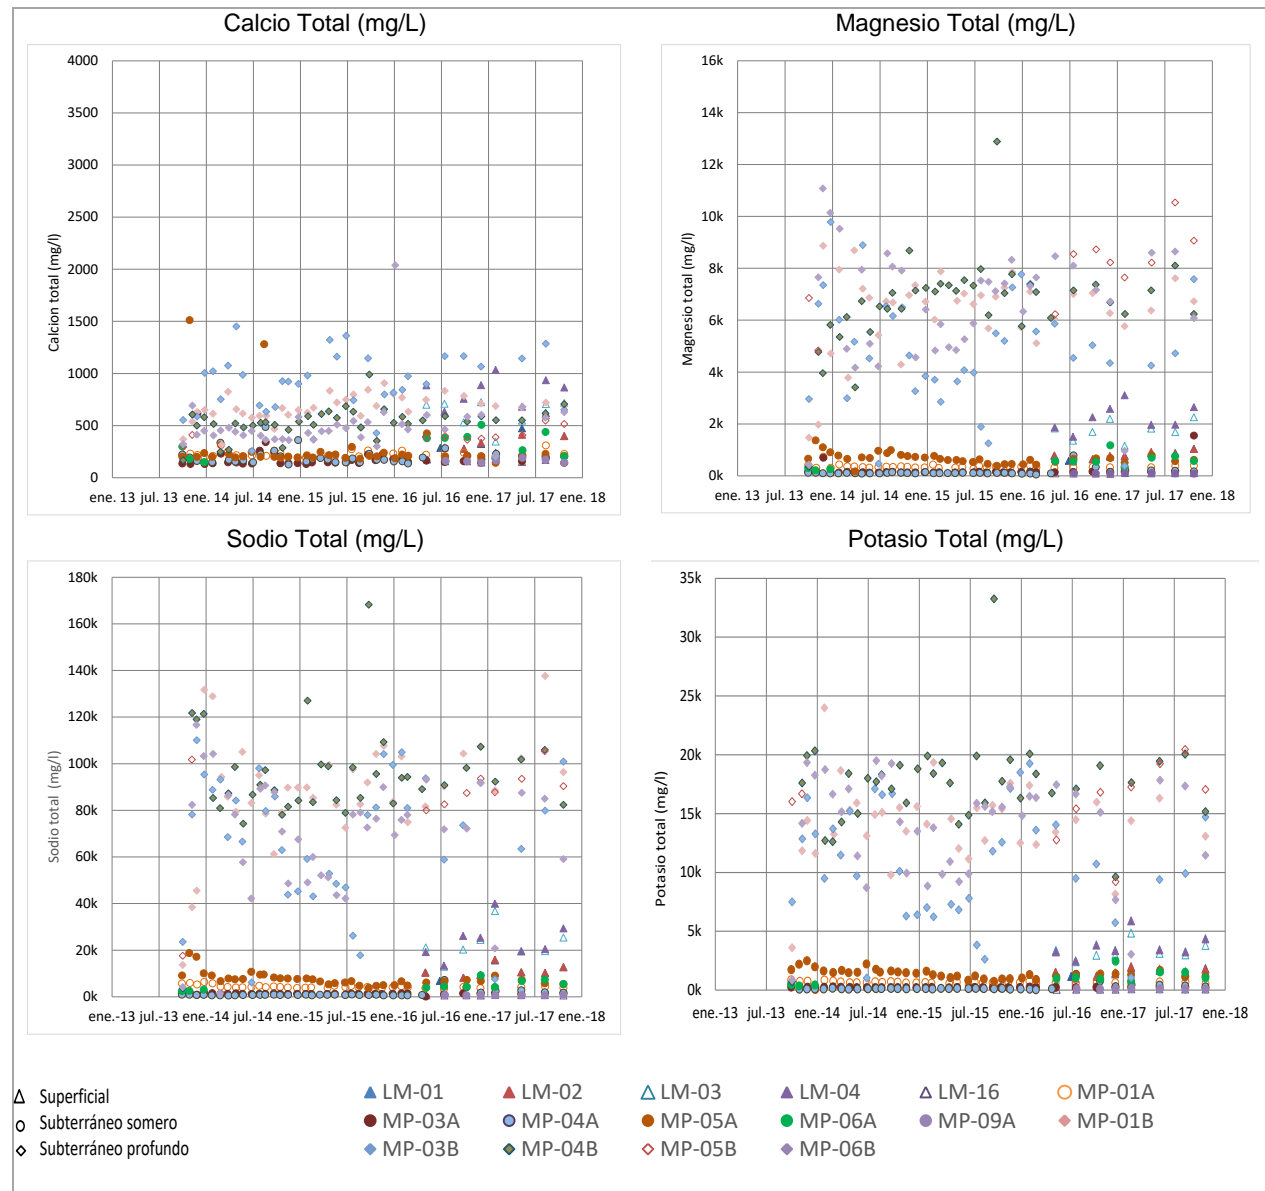 Calcio Total (mg/L)
4000
3500
3000
2500
2000
1500
1000
500
0
Calcion total (mg/l)
ene. 13 jul. 13 ene. 14 jul. 14 ene. 15 jul. 15 ene. 16 jul. 16 ene. 17 jul. 17 ene. 18
Magnesio Total (mg/L)
16k
14k
12k
10k
8k
6k
4k
2k
0k
Magnesio total (mg/l)
ene. 13 jul. 13 ene. 14 jul. 14 ene. 15 jul. 15 ene. 16 jul. 16 ene. 17 jul. 17 ene. 18
Sodio Total (mg/L)
180k
160k
140k
120k
100k
80k
60k
40k
20k
0k
Sodio total (mg/l)
ene.-13 jul.-13 ene.-14 jul.-14 ene.-15 jul.-15 ene.-16 jul.-16 ene.-17 jul.-17 ene.-18
Potasio Total (mg/L)
35k
30k
25k
20k
15k
10k
5k
0k
Potasio total (mg/l)
ene.-13 jul.-13 ene.-14 jul.-14 ene.-15 jul.-15 ene.-16 jul.-16 ene.-17 jul.-17 ene.-18
Superficial
Subterráneo somero
Subterráneo profundo
LM-01 LM-02 LM-03 LM-04 LM-16 MP-01A
MP-03A MP-04A MP-05A MP-06A MP-09A MP-01B
MP-03B MP-04B MP-05B MP-06B